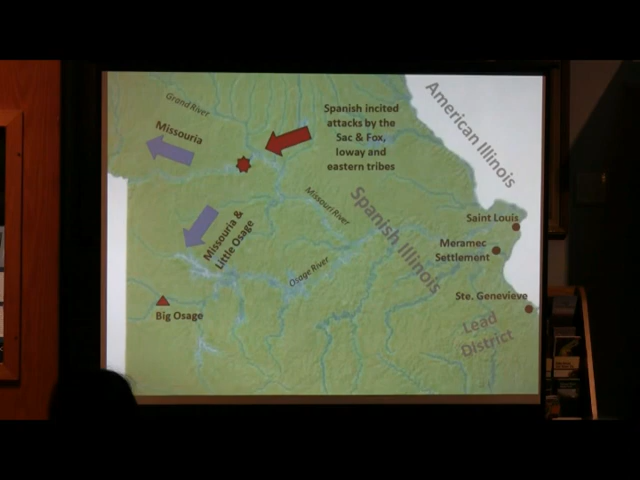 Grand River
Missouria
Spanish incited
attacks by the
Sac & Fox,
Ioway and
eastern tribes
American Illinois
Missouri River
Spanish Illinois
Missouria &
Little Osage
Osage River
Saint Louis
Meramec
Settlement
Ste. Genevieve
Big Osage
Lead
District